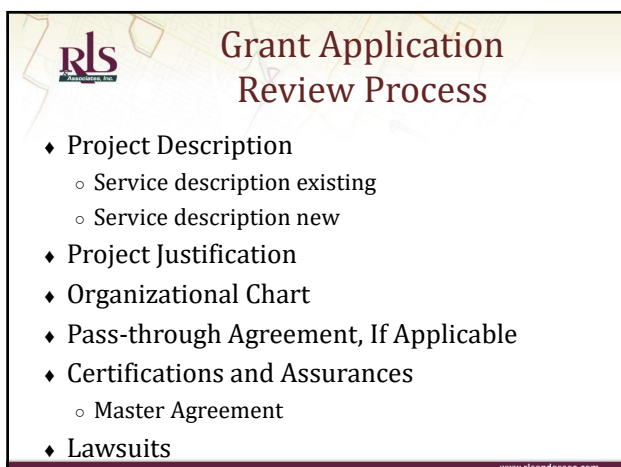 RLS
& Associates, Inc.
Grant Application
Review Process
♦ Project Description
○ Service description existing
○ Service description new
♦ Project Justification
♦ Organizational Chart
♦ Pass-through Agreement, If Applicable
♦ Certifications and Assurances
○ Master Agreement
♦ Lawsuits